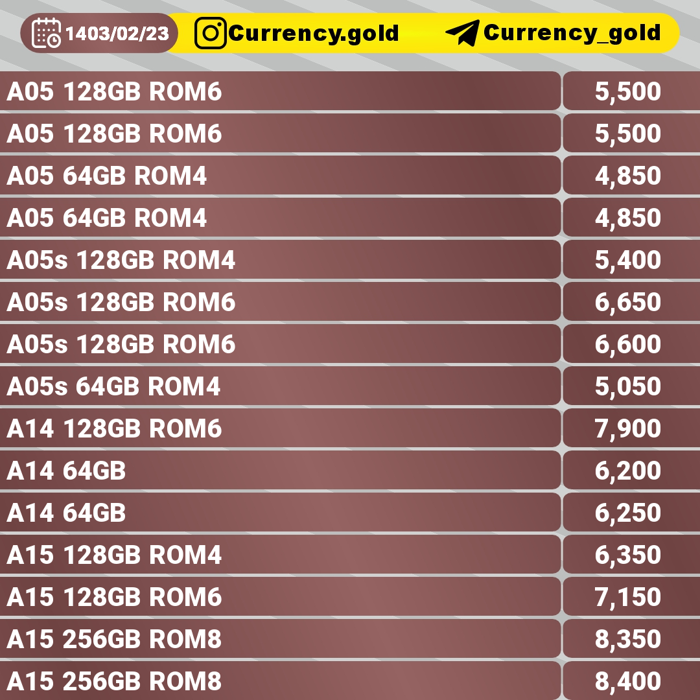 1403/02/23 Currency.gold Currency_gold
A05 128GB ROM6 5,500
A05 128GB ROM6 5,500
A05 64GB ROM4 4,850
A05 64GB ROM4 4,850
A05s 128GB ROM4 5,400
A05s 128GB ROM6 6,650
A05s 128GB ROM6 6,600
A05s 64GB ROM4 5,050
A14 128GB ROM6 7,900
A14 64GB 6,200
A14 64GB 6,250
A15 128GB ROM4 6,350
A15 128GB ROM6 7,150
A15 256GB ROM8 8,350
A15 256GB ROM8 8,400